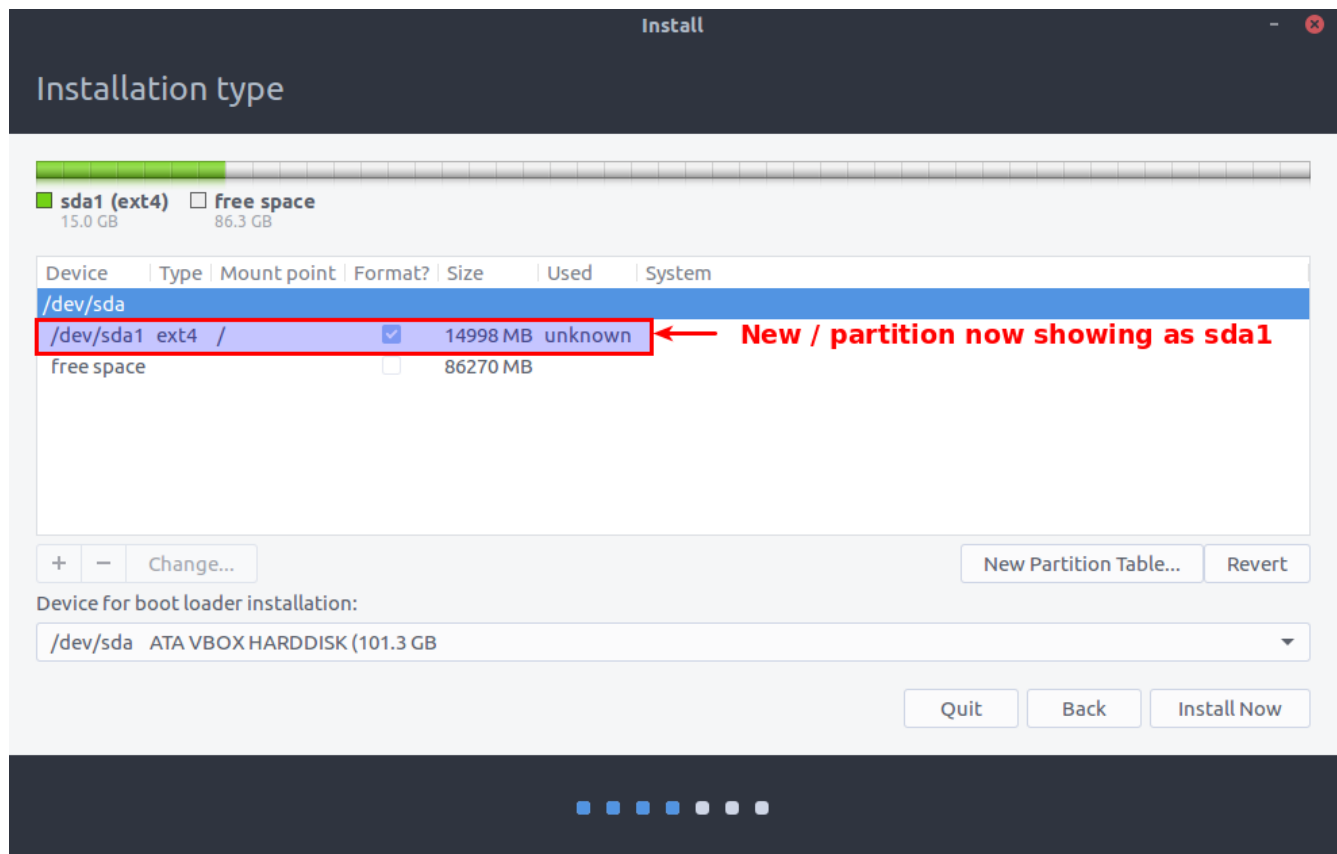 Install
Installation type
sda1 (ext4) free space
15.0 GB 86.3 GB
Device Type Mount point Format? Size Used System
/dev/sda
/dev/sda1 ext4 / 14998 MB unknown New / partition now showing as sda1
free space 86270 MB
+ − Change... New Partition Table... Revert
Device for boot loader installation:
/dev/sda ATA VBOX HARDDISK (101.3 GB
Quit Back Install Now